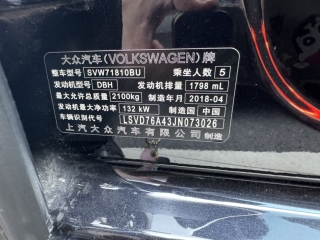 大众汽车(VOLKSWAGEN)牌
整车型号 SVW71810BU 乘坐人数 5
发动机型号 DBH 发动机排量 1798 mL
最大允许总质量 2100kg 制造年月 2018-04
发动机最大净功率 132 kW 制造国 中国
车辆识别代号 LSVD76A43JN073026
上汽大众汽车有限公司 制造